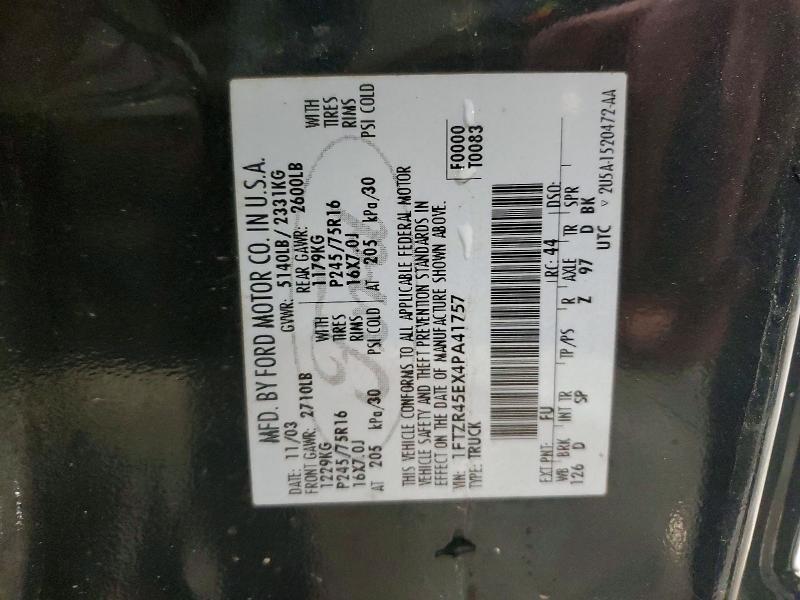 MFD. BY FORD MOTOR CO. IN U.S.A.
DATE: 11/03 GVWR: 5140LB/ 2331KG
FRONT GAWR: 2710LB REAR GAWR: 2600LB
1229KG WITH 1179KG WITH
P245/75R16 TIRES P245/75R16 TIRES
16X7.0J RIMS 16X7.0J RIMS
AT 205 kPa/30 PSI COLD AT 205 kPa/30 PSI COLD
THIS VEHICLE CONFORMS TO ALL APPLICABLE FEDERAL MOTOR
VEHICLE SAFETY AND THEFT PREVENTION STANDARDS IN
EFFECT ON THE DATE OF MANUFACTURE SHOWN ABOVE.
VIN: 1FTZR45EX4PA41757 F0000
TYPE: TRUCK T0083
EXT PNT: FU RC: 44 DSO:
WB BRK INT TR TP/PS R AXLE TR SPR
126 D SP Z 97 D BK
UTC
▽ 2U5A-1520472-AA